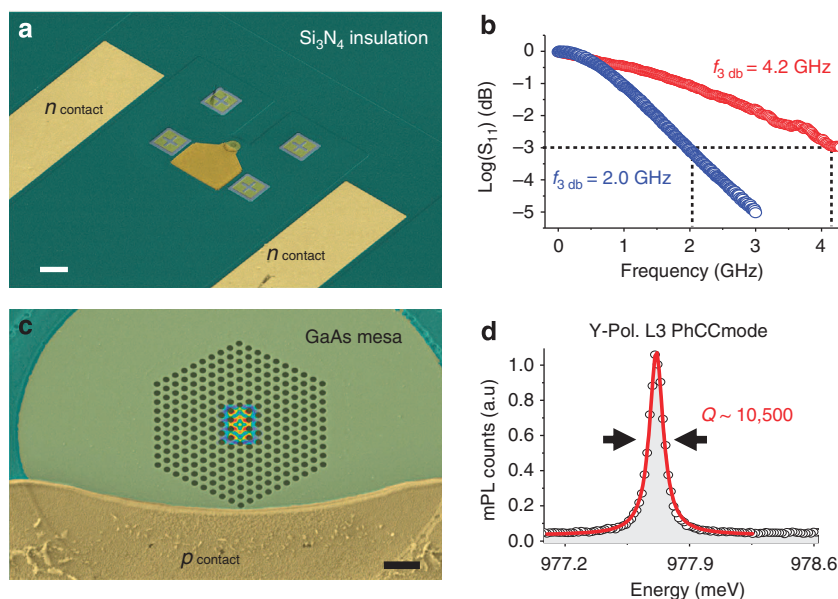 a
Si₃N₄ insulation
n contact
n contact
b
0
−1
−2
−3
−4
−5
Log(S₁₁) (dB)
f₃ db = 4.2 GHz
f₃ db = 2.0 GHz
0 1 2 3 4
Frequency (GHz)
c
GaAs mesa
p contact
d
Y-Pol. L3 PhCCmode
1.0
0.8
0.6
0.4
0.2
0.0
mPL counts (a.u)
Q ~ 10,500
977.2 977.9 978.6
Energy (meV)